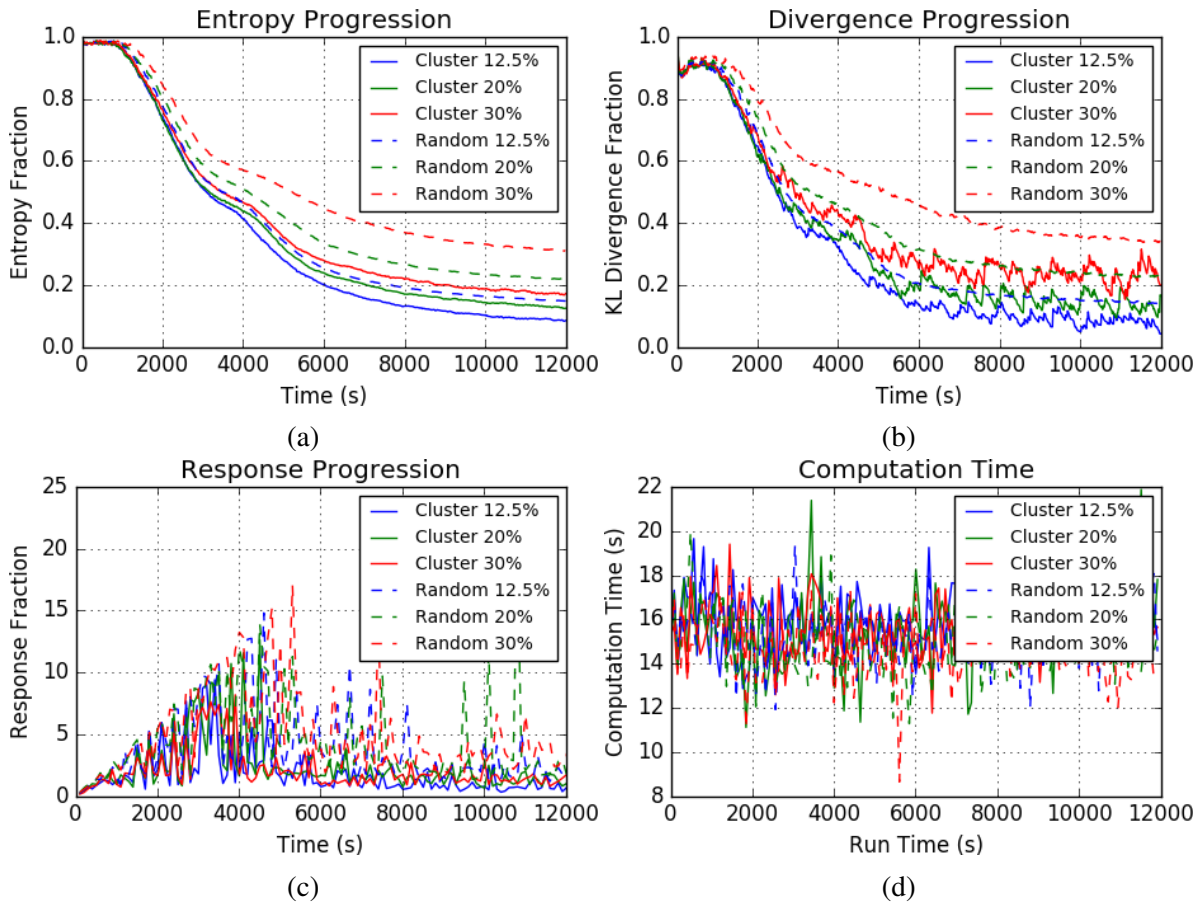 Entropy Progression
1.0
0.8
0.6
0.4
0.2
0.0
Entropy Fraction
0 2000 4000 6000 8000 10000 12000
Time (s)
Cluster 12.5%
Cluster 20%
Cluster 30%
Random 12.5%
Random 20%
Random 30%
(a)
Divergence Progression
1.0
0.8
0.6
0.4
0.2
0.0
KL Divergence Fraction
0 2000 4000 6000 8000 10000 12000
Time (s)
Cluster 12.5%
Cluster 20%
Cluster 30%
Random 12.5%
Random 20%
Random 30%
(b)
Response Progression
25
20
15
10
5
0
Response Fraction
0 2000 4000 6000 8000 10000 12000
Time (s)
Cluster 12.5%
Cluster 20%
Cluster 30%
Random 12.5%
Random 20%
Random 30%
(c)
Computation Time
22
20
18
16
14
12
10
8
Computation Time (s)
0 2000 4000 6000 8000 10000 12000
Run Time (s)
Cluster 12.5%
Cluster 20%
Cluster 30%
Random 12.5%
Random 20%
Random 30%
(d)